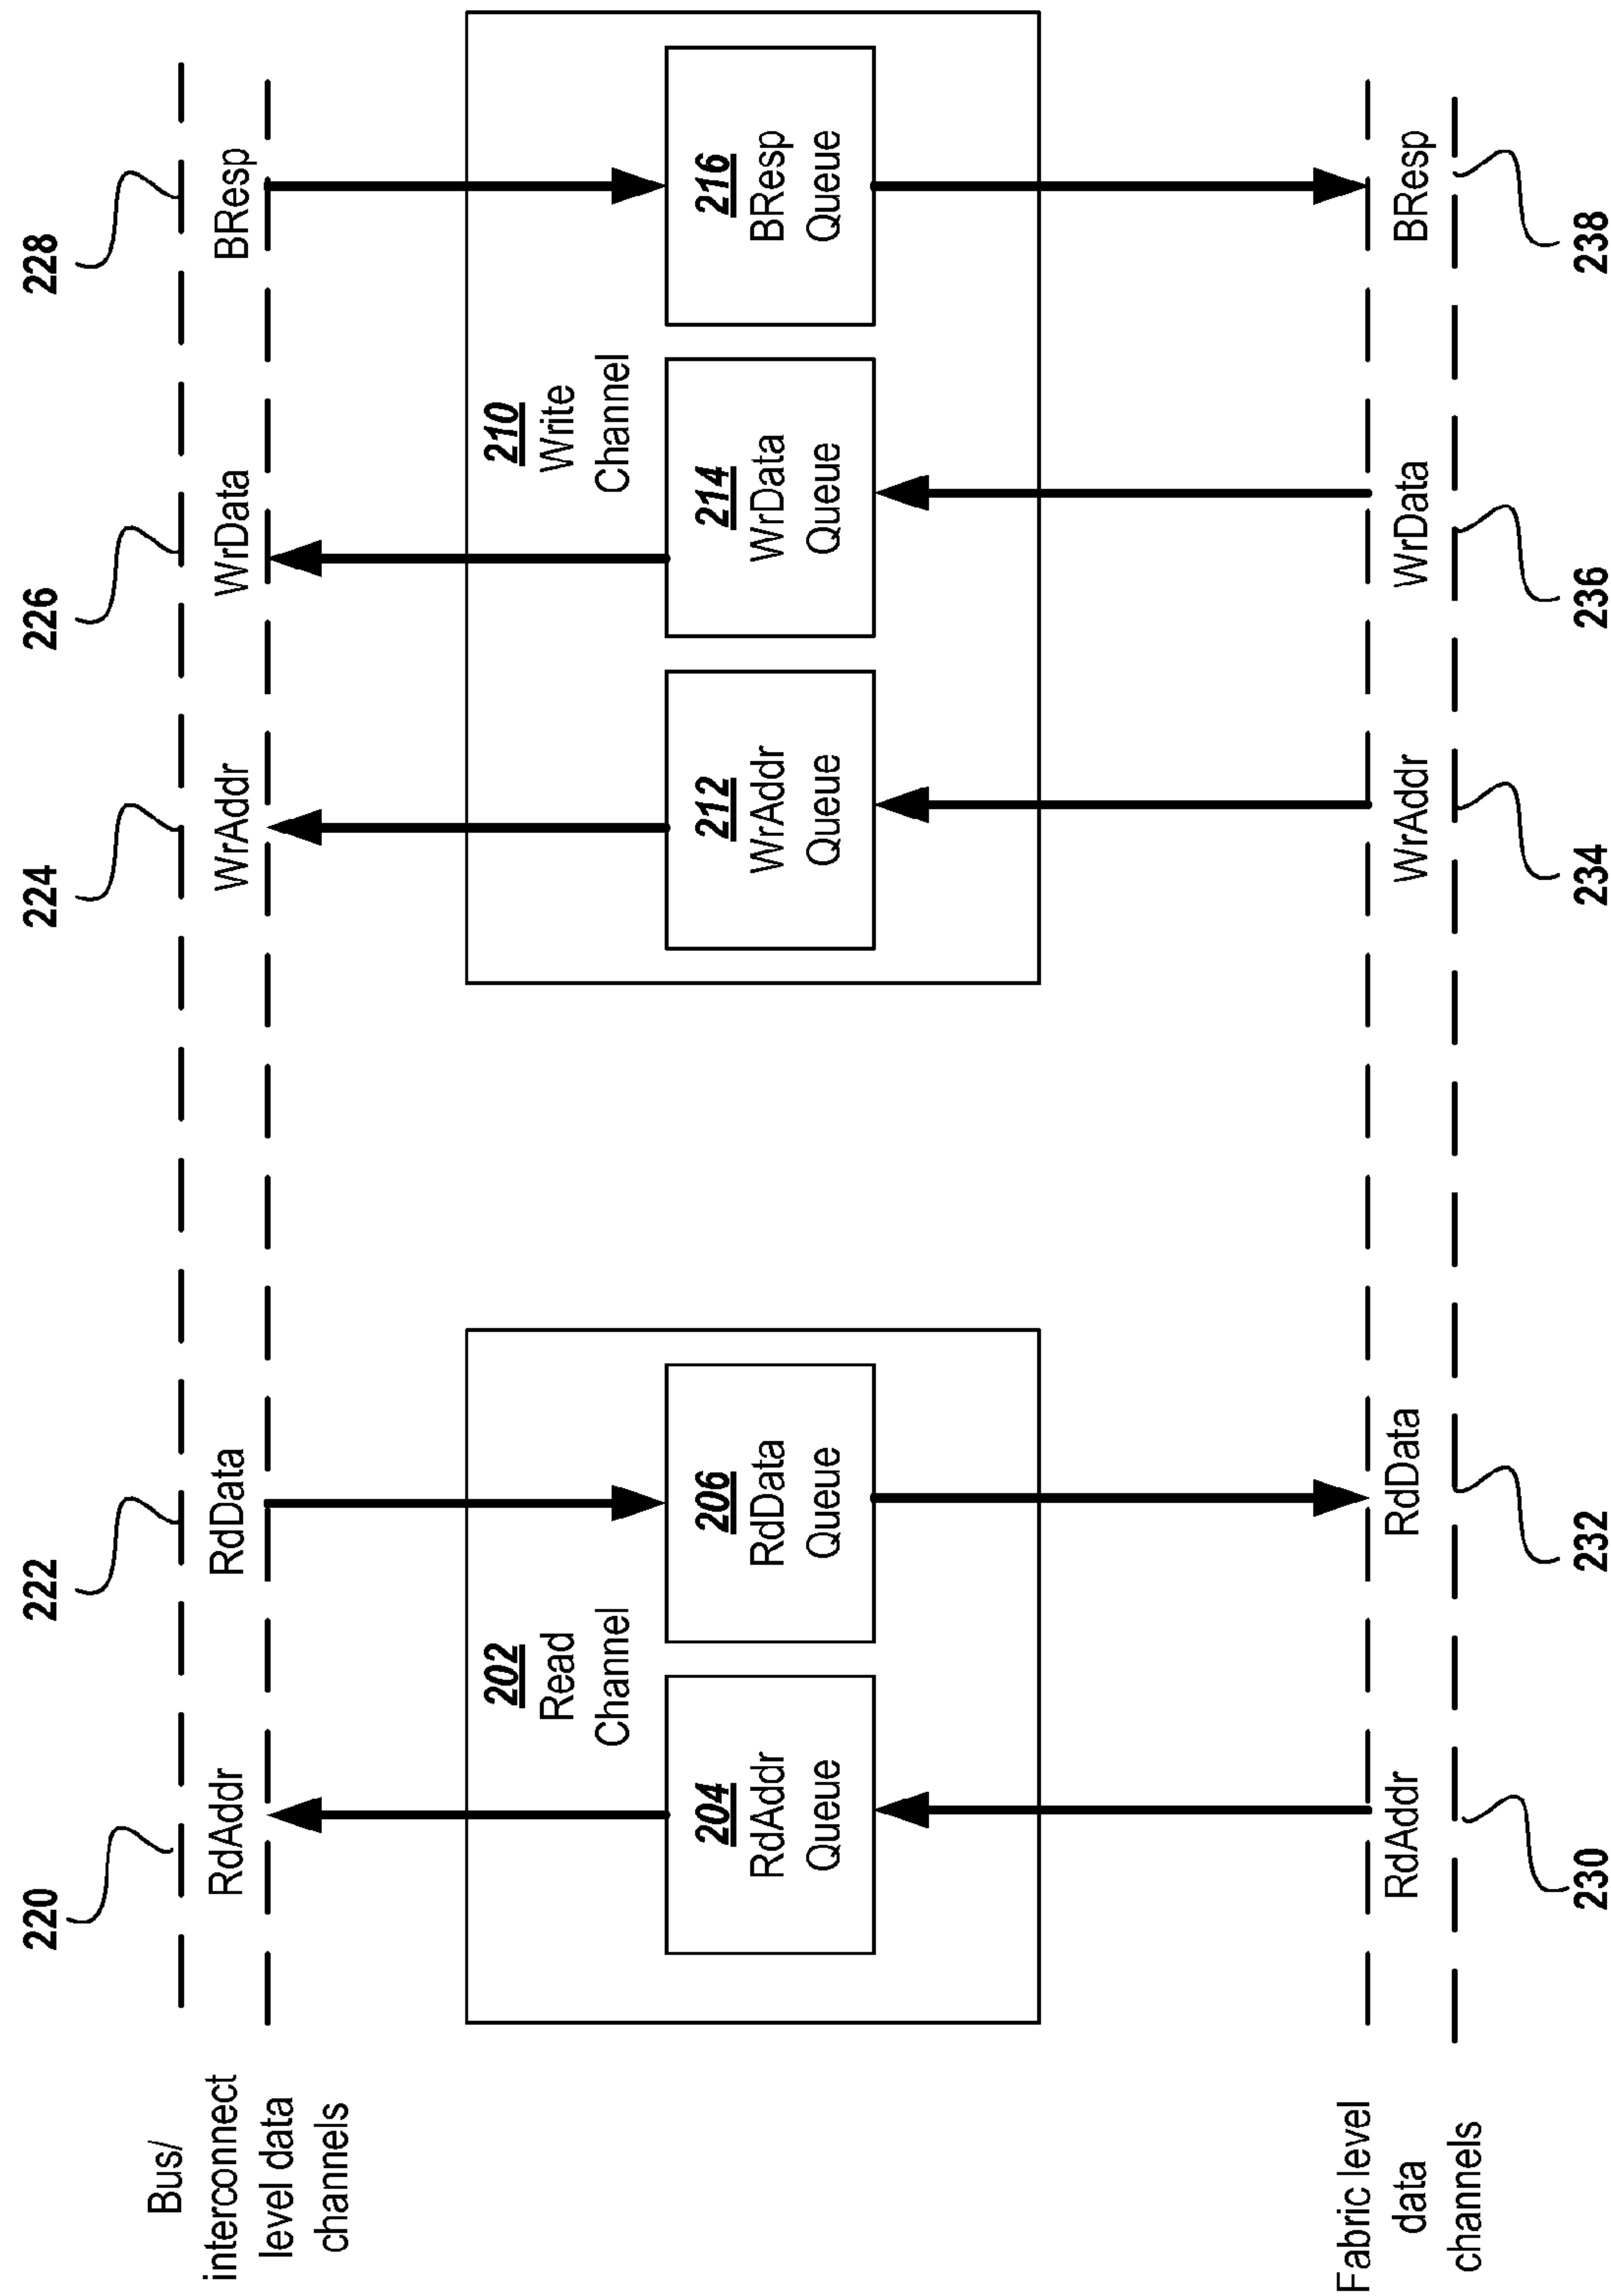 220
222
224
226
228
Bus/
interconnect
level data
channels
RdAddr
RdData
WrAddr
WrData
BResp
202
Read
Channel
210
Write
Channel
204
RdAddr
Queue
206
RdData
Queue
212
WrAddr
Queue
214
WrData
Queue
216
BResp
Queue
Fabric level
data
channels
RdAddr
RdData
WrAddr
WrData
BResp
230
232
234
236
238